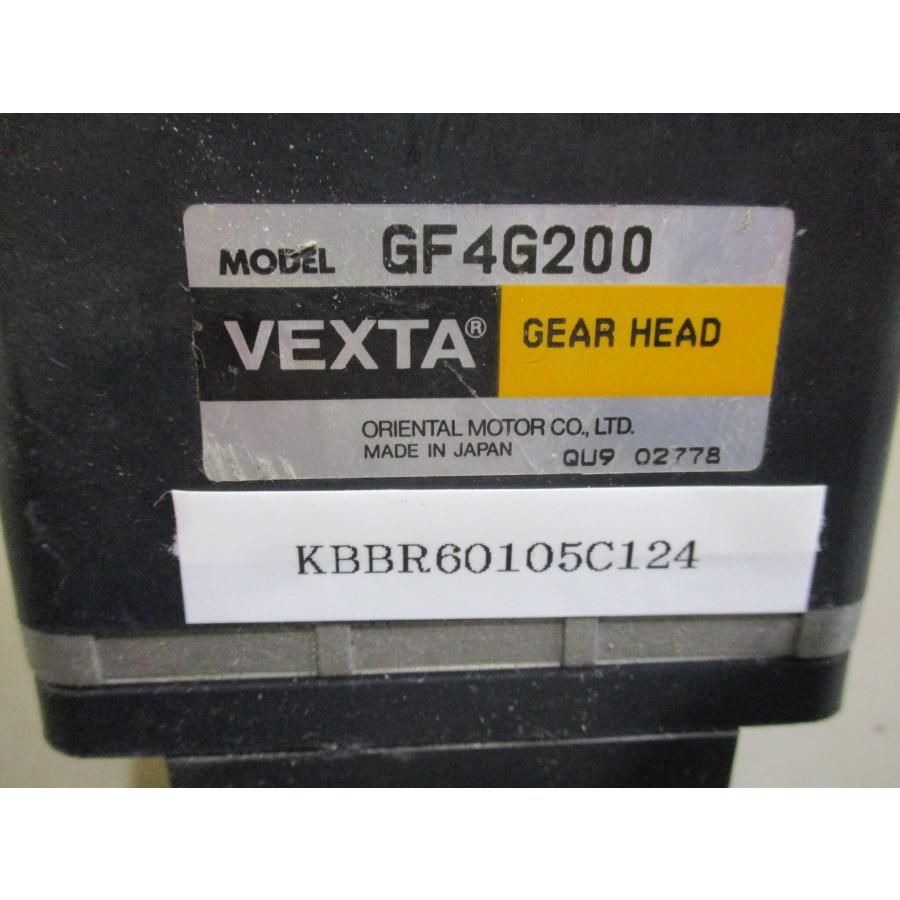 MODEL GF4G200
VEXTA®
GEAR HEAD
ORIENTAL MOTOR CO., LTD.
MADE IN JAPAN
QU9 02778
KBBR60105C124